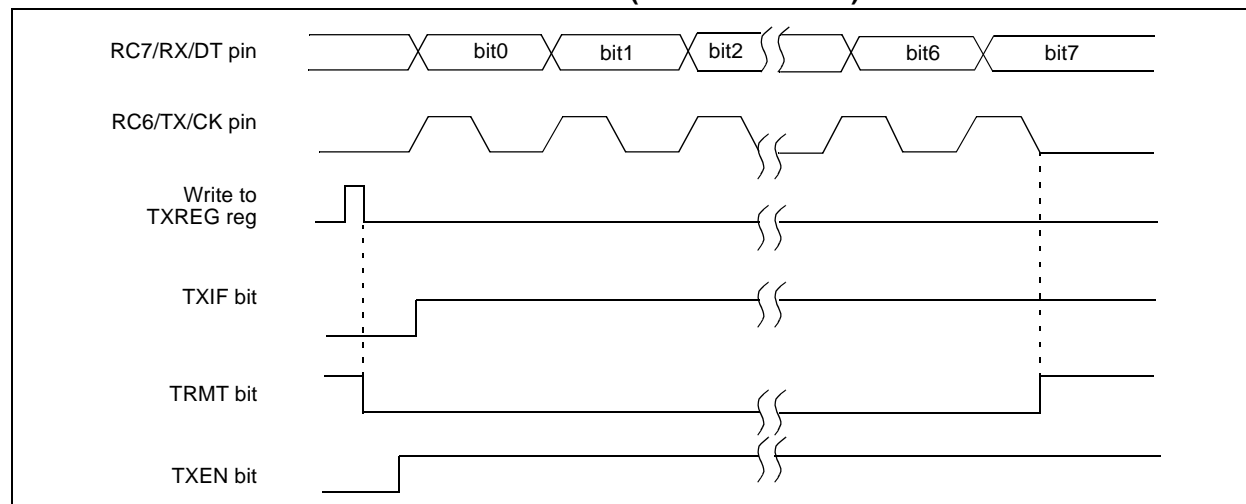 RC7/RX/DT pin
bit0 bit1 bit2 bit6 bit7
RC6/TX/CK pin
Write to
TXREG reg
TXIF bit
TRMT bit
TXEN bit